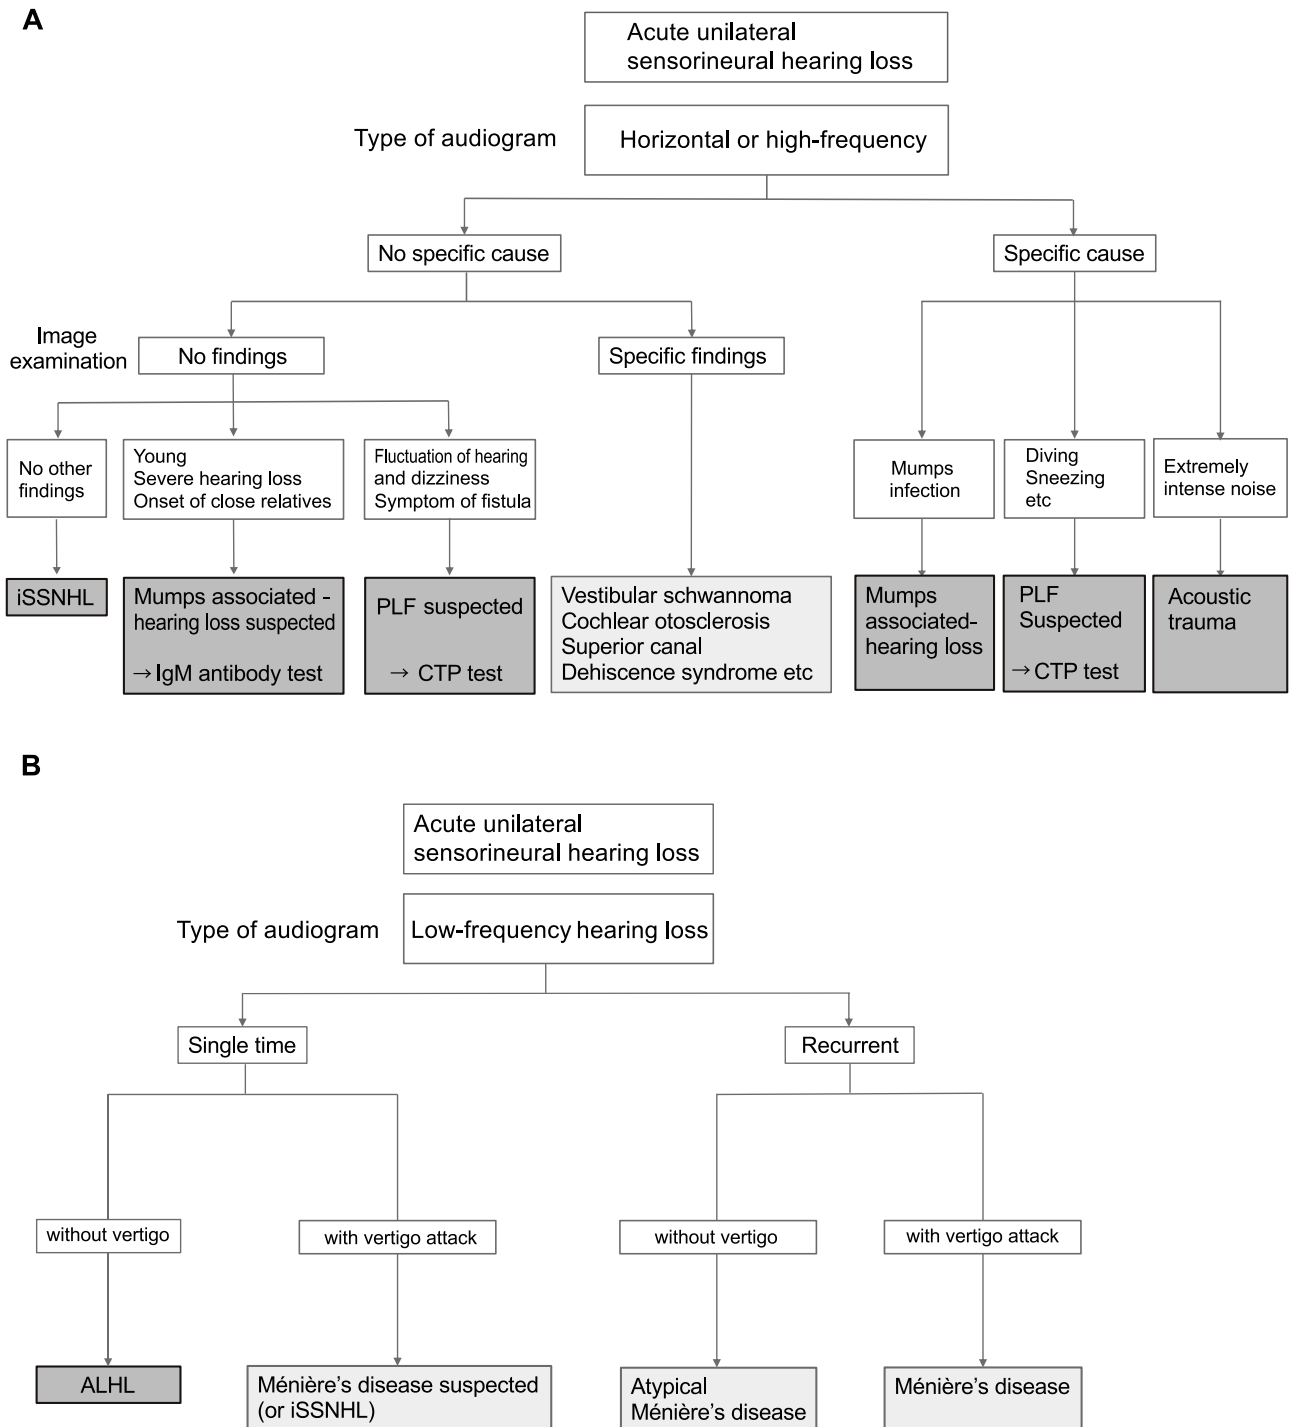 A
Acute unilateral
sensorineural hearing loss
Type of audiogram
Horizontal or high-frequency
No specific cause
Specific cause
Image
examination
No findings
Specific findings
No other
findings
Young
Severe hearing loss
Onset of close relatives
Fluctuation of hearing
and dizziness
Symptom of fistula
Mumps
infection
Diving
Sneezing
etc
Extremely
intense noise
iSSNHL
Mumps associated -
hearing loss suspected
→ IgM antibody test
PLF suspected
→ CTP test
Vestibular schwannoma
Cochlear otosclerosis
Superior canal
Dehiscence syndrome etc
Mumps
associated-
hearing loss
PLF
Suspected
→ CTP test
Acoustic
trauma
B
Acute unilateral
sensorineural hearing loss
Type of audiogram
Low-frequency hearing loss
Single time
Recurrent
without vertigo
with vertigo attack
without vertigo
with vertigo attack
ALHL
Ménière’s disease suspected
(or iSSNHL)
Atypical
Ménière’s disease
Ménière’s disease